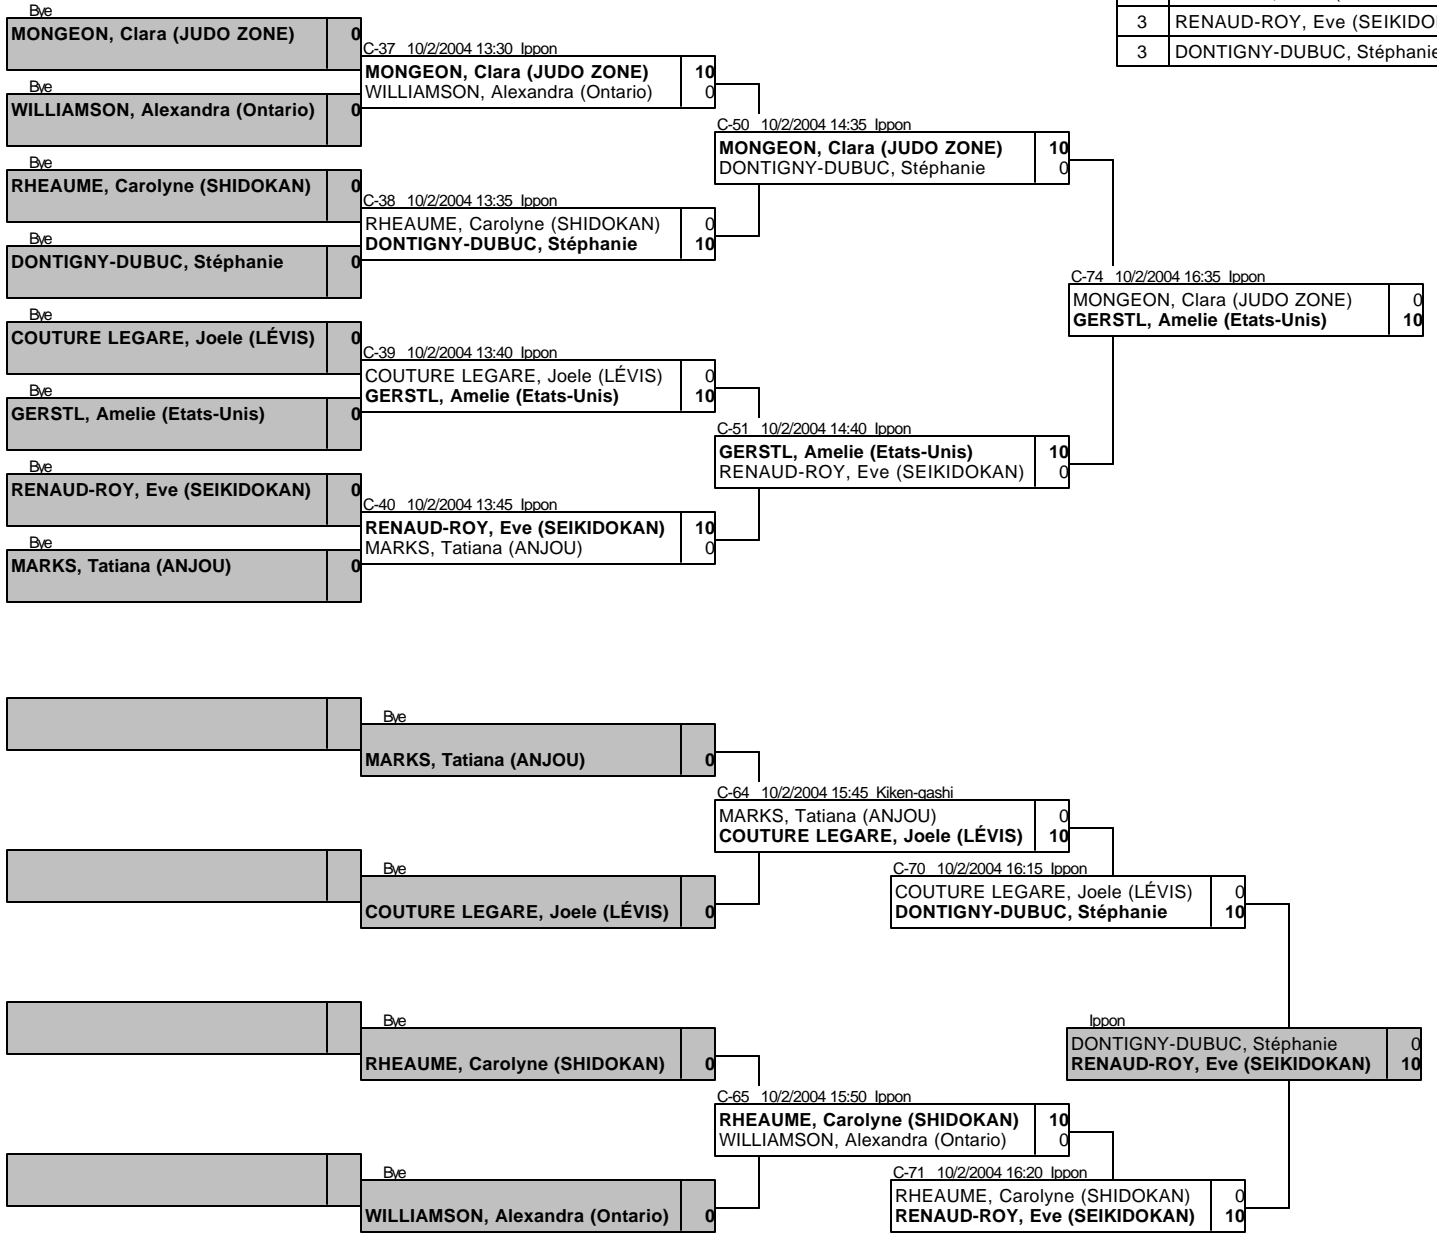 3 RENAUD-ROY, Eve (SEIKIDO
3 DONTIGNY-DUBUC, Stéphanie
Bye
MONGEON, Clara (JUDO ZONE) 0
Bye
WILLIAMSON, Alexandra (Ontario) 0
Bye
RHEAUME, Carolyne (SHIDOKAN) 0
Bye
DONTIGNY-DUBUC, Stéphanie 0
Bye
COUTURE LEGARE, Joele (LÉVIS) 0
Bye
GERSTL, Amelie (Etats-Unis) 0
Bye
RENAUD-ROY, Eve (SEIKIDOKAN) 0
Bye
MARKS, Tatiana (ANJOU) 0
C-37 10/2/2004 13:30 Ippon
MONGEON, Clara (JUDO ZONE) 10
WILLIAMSON, Alexandra (Ontario) 0
C-38 10/2/2004 13:35 Ippon
RHEAUME, Carolyne (SHIDOKAN) 0
DONTIGNY-DUBUC, Stéphanie 10
C-39 10/2/2004 13:40 Ippon
COUTURE LEGARE, Joele (LÉVIS) 0
GERSTL, Amelie (Etats-Unis) 10
C-40 10/2/2004 13:45 Ippon
RENAUD-ROY, Eve (SEIKIDOKAN) 10
MARKS, Tatiana (ANJOU) 0
C-50 10/2/2004 14:35 Ippon
MONGEON, Clara (JUDO ZONE) 10
DONTIGNY-DUBUC, Stéphanie 0
C-51 10/2/2004 14:40 Ippon
GERSTL, Amelie (Etats-Unis) 10
RENAUD-ROY, Eve (SEIKIDOKAN) 0
C-74 10/2/2004 16:35 Ippon
MONGEON, Clara (JUDO ZONE) 0
GERSTL, Amelie (Etats-Unis) 10
Bye
MARKS, Tatiana (ANJOU) 0
Bye
COUTURE LEGARE, Joele (LÉVIS) 0
Bye
RHEAUME, Carolyne (SHIDOKAN) 0
Bye
WILLIAMSON, Alexandra (Ontario) 0
C-64 10/2/2004 15:45 Kiken-gashi
MARKS, Tatiana (ANJOU) 0
COUTURE LEGARE, Joele (LÉVIS) 10
C-65 10/2/2004 15:50 Ippon
RHEAUME, Carolyne (SHIDOKAN) 10
WILLIAMSON, Alexandra (Ontario) 0
C-70 10/2/2004 16:15 Ippon
COUTURE LEGARE, Joele (LÉVIS) 0
DONTIGNY-DUBUC, Stéphanie 10
C-71 10/2/2004 16:20 Ippon
RHEAUME, Carolyne (SHIDOKAN) 0
RENAUD-ROY, Eve (SEIKIDOKAN) 10
Ippon
DONTIGNY-DUBUC, Stéphanie 0
RENAUD-ROY, Eve (SEIKIDOKAN) 10